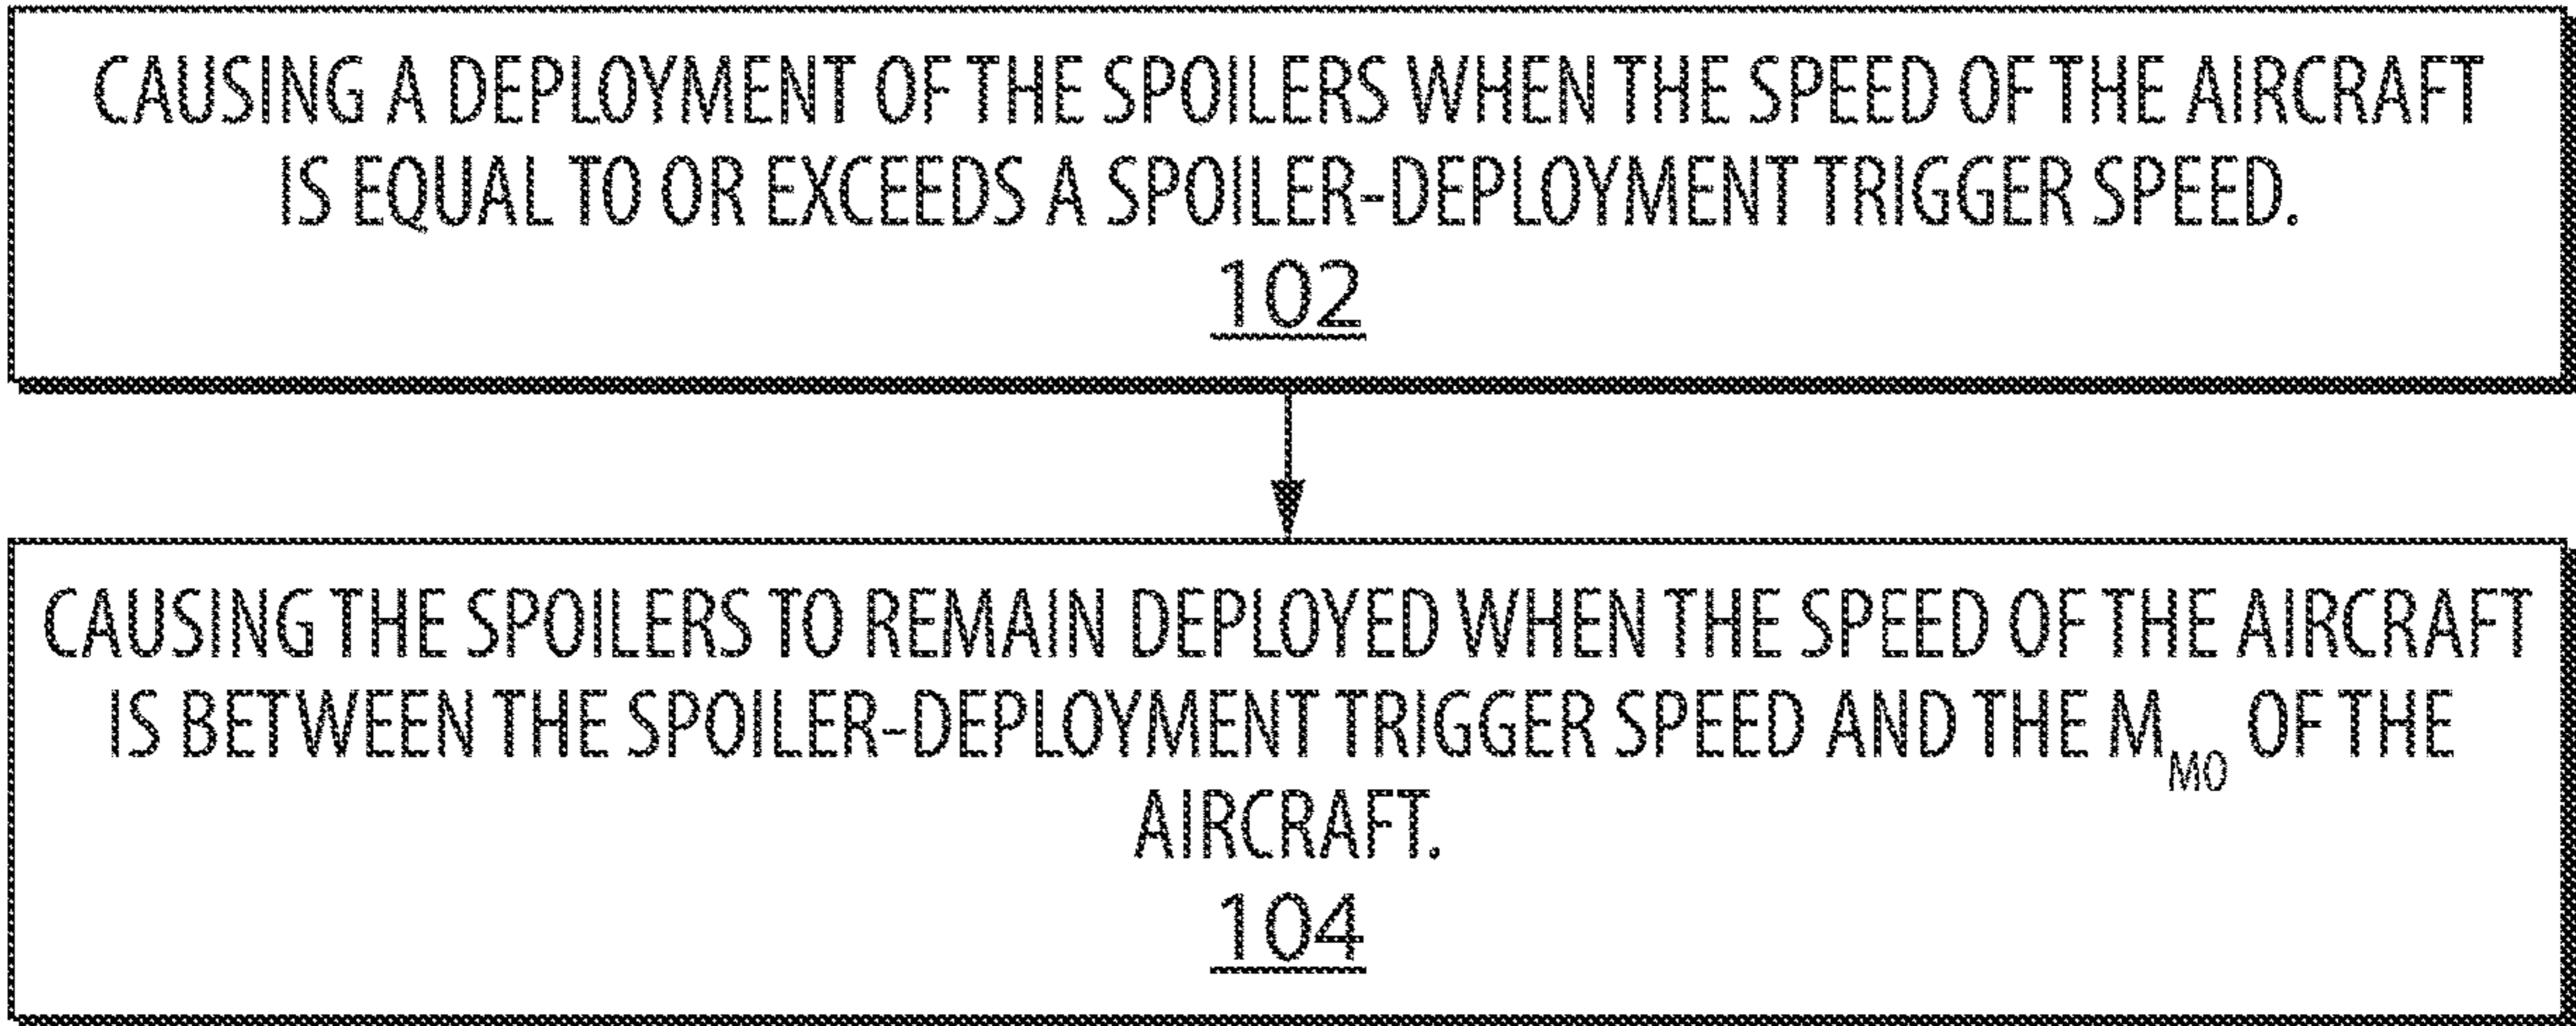 CAUSING A DEPLOYMENT OF THE SPOILERS WHEN THE SPEED OF THE AIRCRAFT
IS EQUAL TO OR EXCEEDS A SPOILER-DEPLOYMENT TRIGGER SPEED.
102
CAUSING THE SPOILERS TO REMAIN DEPLOYED WHEN THE SPEED OF THE AIRCRAFT
IS BETWEEN THE SPOILER-DEPLOYMENT TRIGGER SPEED AND THE M_MO OF THE
AIRCRAFT.
104